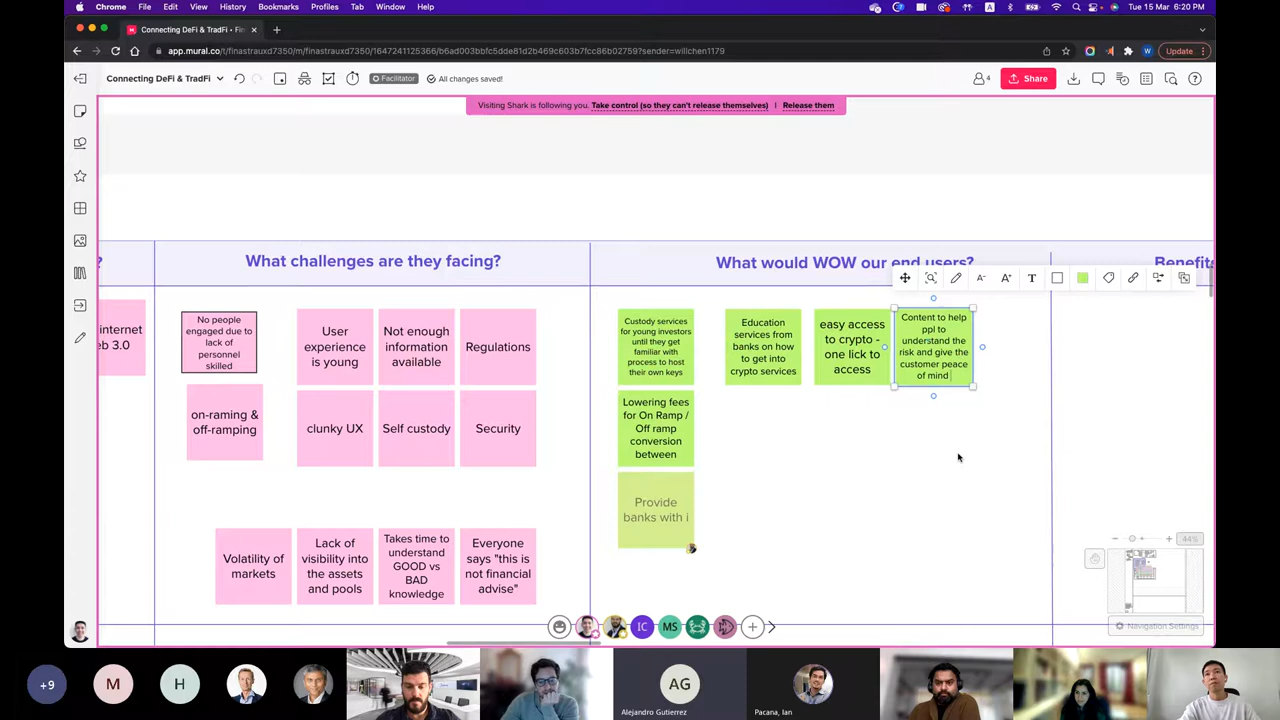 Chrome File Edit View History Bookmarks Profiles Tab Window Help
Tue 15 Mar 6:20 PM
Connecting DeFi & TradFi • Fin
app.mural.co/t/finastrauxd7350/m/finastrauxd7350/1647241125366/b6ad003bbfc5dde81d2b469c603b7fcc86b02759?sender=willchen1179
W
Update
Connecting DeFi & TradFi
Facilitator
All changes saved!
4
Share
Visiting Shark is following you. Take control (so they can't release themselves) | Release them
?
What challenges are they facing?
What would WOW our end users?
Benefits
internet
eb 3.0
No people
engaged due to
lack of
personnel
skilled
User
experience
is young
Not enough
information
available
Regulations
on-raming &
off-ramping
clunky UX
Self custody
Security
Volatility of
markets
Lack of
visibility into
the assets
and pools
Takes time to
understand
GOOD vs
BAD
knowledge
Everyone
says "this is
not financial
advise"
Custody services
for young investors
until they get
familiar with
process to host
their own keys
Education
services from
banks on how
to get into
crypto services
easy access
to crypto -
one lick to
access
Content to help
ppl to
understand the
risk and give the
customer peace
of mind
Lowering fees
for On Ramp /
Off ramp
conversion
between
Provide
banks with i
A-
A+
T
44%
Navigation Settings
IC
MS
+9
M
H
AG
Alejandro Gutierrez
Pacana, Ian